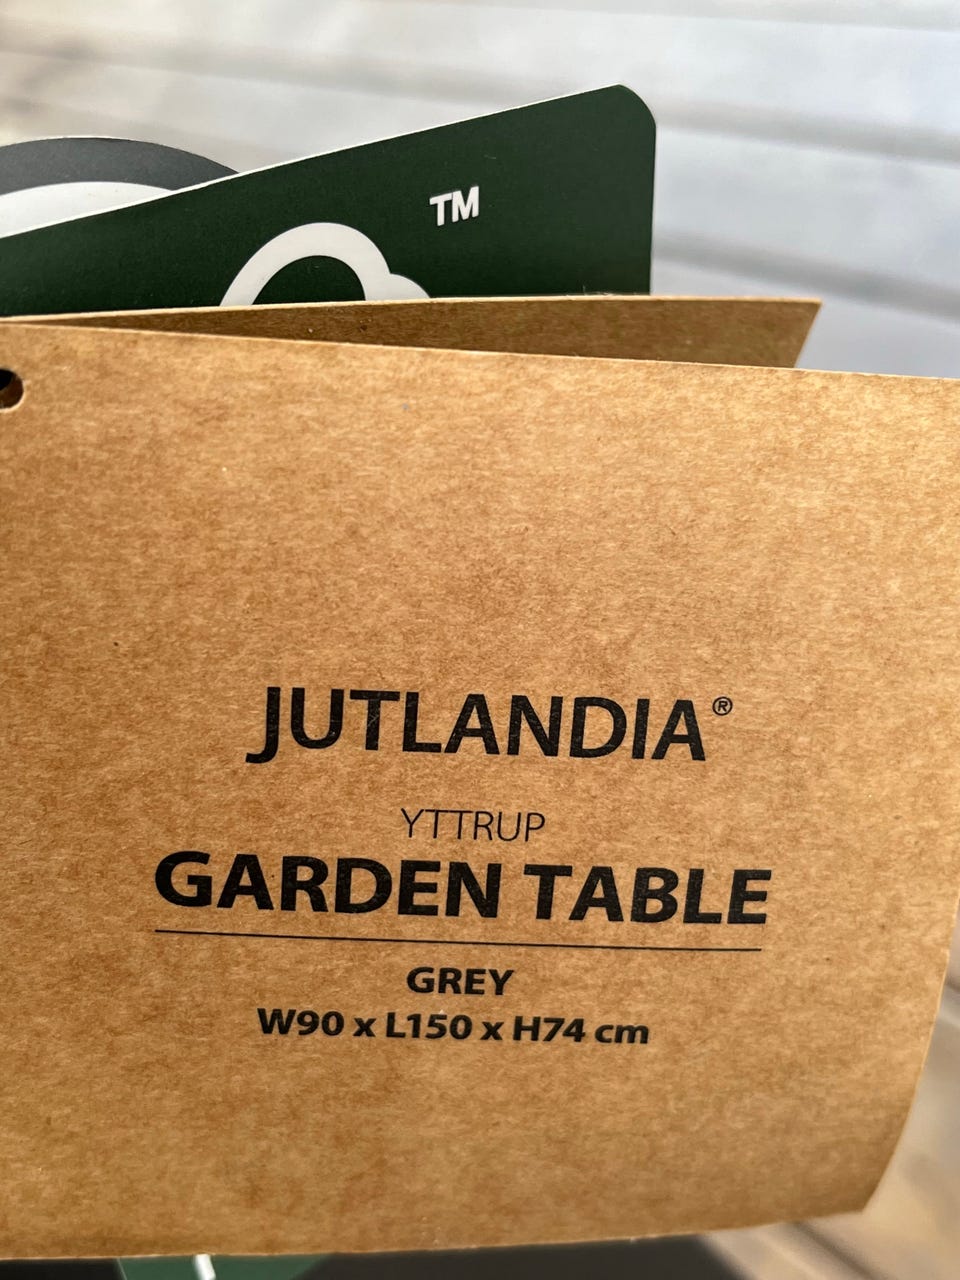 TM
JUTLANDIA®
YTTRUP
GARDEN TABLE
GREY
W90 x L150 x H74 cm